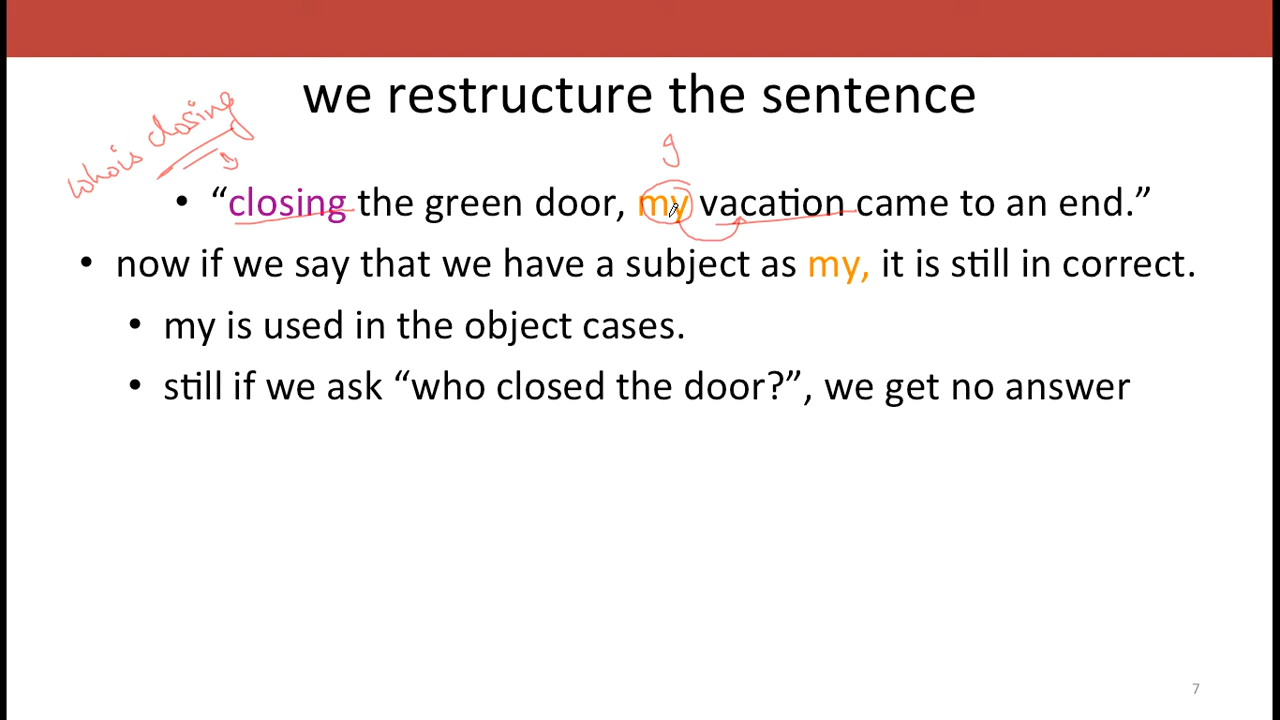 we restructure the sentence
who is closing
• “closing the green door, my vacation came to an end.”
• now if we say that we have a subject as my, it is still in correct.
• my is used in the object cases.
• still if we ask “who closed the door?”, we get no answer
7